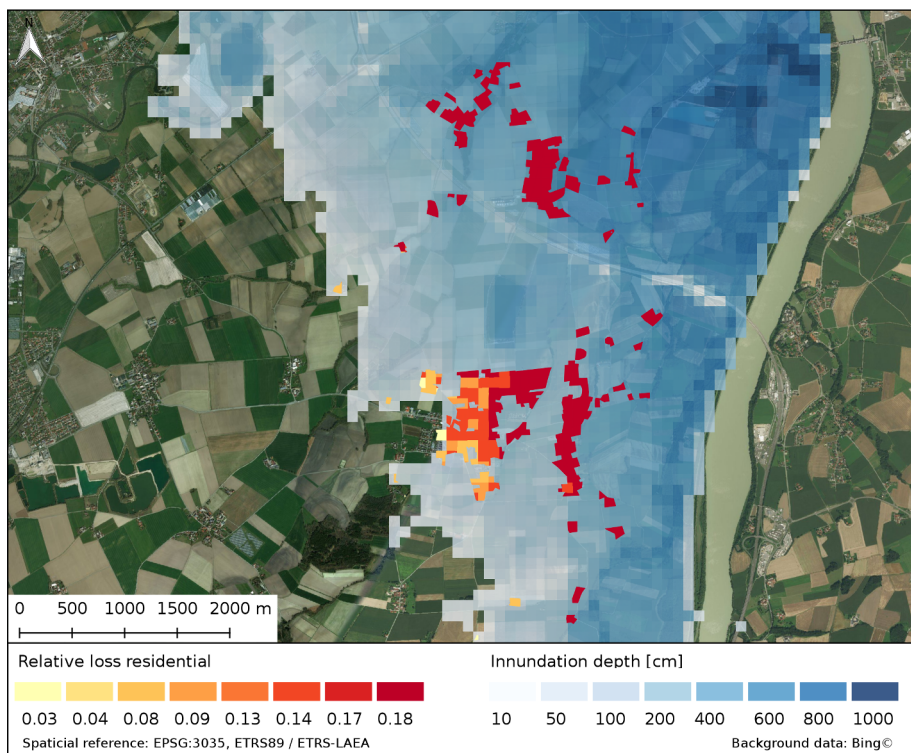 N
0 500 1000 1500 2000 m
Relative loss residential
0.03 0.04 0.08 0.09 0.13 0.14 0.17 0.18
Spaticial reference: EPSG:3035, ETRS89 / ETRS-LAEA
Innundation depth [cm]
10 50 100 200 400 600 800 1000
Background data: Bing©